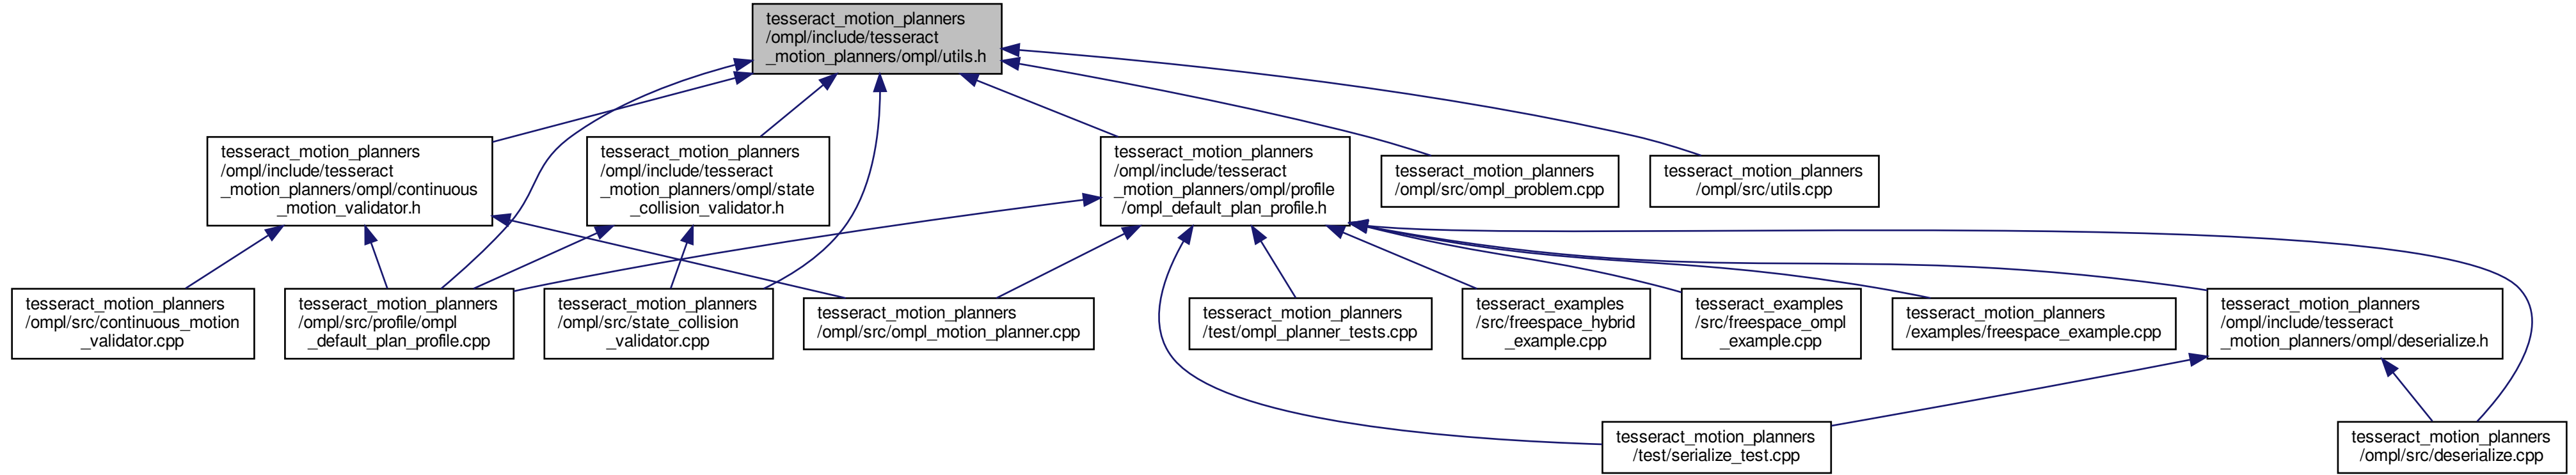 tesseract_motion_planners
/ompl/include/tesseract
_motion_planners/ompl/utils.h
tesseract_motion_planners
/ompl/include/tesseract
_motion_planners/ompl/continuous
_motion_validator.h
tesseract_motion_planners
/ompl/include/tesseract
_motion_planners/ompl/state
_collision_validator.h
tesseract_motion_planners
/ompl/include/tesseract
_motion_planners/ompl/profile
/ompl_default_plan_profile.h
tesseract_motion_planners
/ompl/src/ompl_problem.cpp
tesseract_motion_planners
/ompl/src/utils.cpp
tesseract_motion_planners
/ompl/src/continuous_motion
_validator.cpp
tesseract_motion_planners
/ompl/src/profile/ompl
_default_plan_profile.cpp
tesseract_motion_planners
/ompl/src/state_collision
_validator.cpp
tesseract_motion_planners
/ompl/src/ompl_motion_planner.cpp
tesseract_motion_planners
/test/ompl_planner_tests.cpp
tesseract_examples
/src/freespace_hybrid
_example.cpp
tesseract_examples
/src/freespace_ompl
_example.cpp
tesseract_motion_planners
/examples/freespace_example.cpp
tesseract_motion_planners
/ompl/include/tesseract
_motion_planners/ompl/deserialize.h
tesseract_motion_planners
/test/serialize_test.cpp
tesseract_motion_planners
/ompl/src/deserialize.cpp